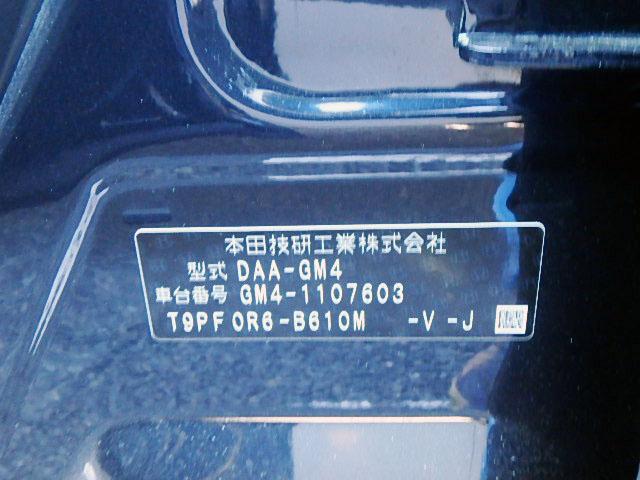 本田技研工業株式会社
型式 DAA-GM4
車台番号 GM4-1107603
T9PF0R6-B610M -V -J